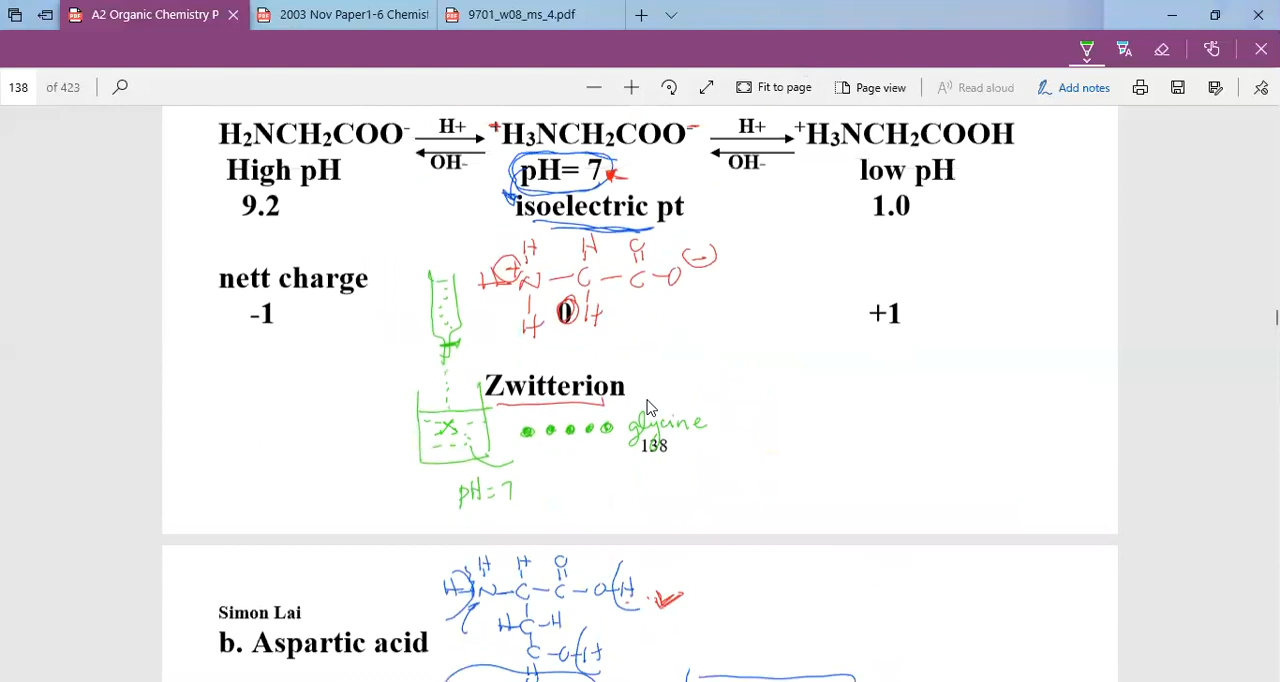 A2 Organic Chemistry P
2003 Nov Paper1-6 Chemist
9701_w08_ms_4.pdf
138 of 423
Fit to page
Page view
Read aloud
Add notes
H+ H+
H₂NCH₂COO⁻ ⁺H₃NCH₂COO⁻ ⁺H₃NCH₂COOH
OH- OH-
High pH pH= 7 low pH
9.2 isoelectric pt 1.0
H H O
nett charge H + N — C — C — O −
-1 H 0 H +1
Zwitterion
X glycine
138
pH = 7
H H O
H N — C — C — O H
Simon Lai
H C — H
b. Aspartic acid
C — O H